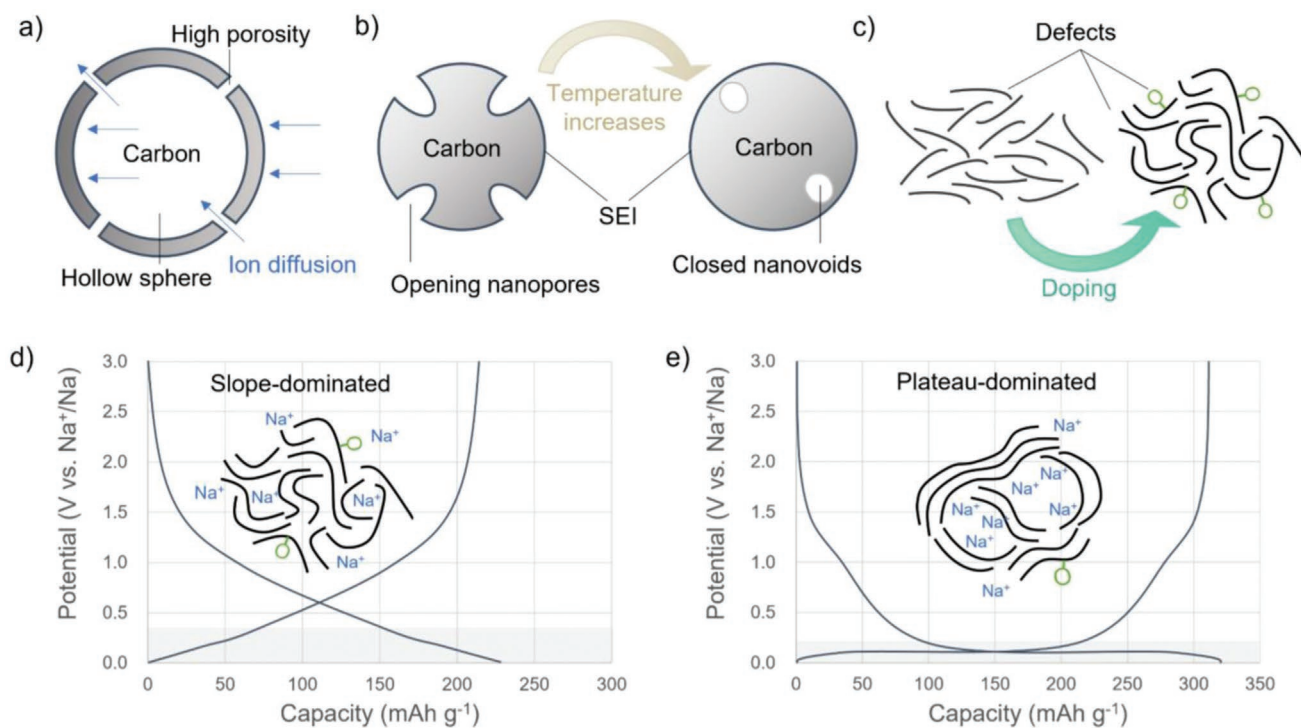 a)
High porosity
Carbon
Hollow sphere
Ion diffusion
b)
Temperature
increases
Carbon
Carbon
SEI
Opening nanopores
Closed nanovoids
c)
Defects
Doping
d)
Slope-dominated
Na⁺
Na⁺
Na⁺
Na⁺
Na⁺
Na⁺
Potential (V vs. Na⁺/Na)
3.0
2.5
2.0
1.5
1.0
0.5
0.0
0
50
100
150
200
250
300
Capacity (mAh g⁻¹)
e)
Plateau-dominated
Na⁺
Na⁺
Na⁺
Na⁺
Na⁺
Na⁺
Na⁺
Na⁺
Potential (V vs. Na⁺/Na)
3.0
2.5
2.0
1.5
1.0
0.5
0.0
0
50
100
150
200
250
300
350
Capacity (mAh g⁻¹)